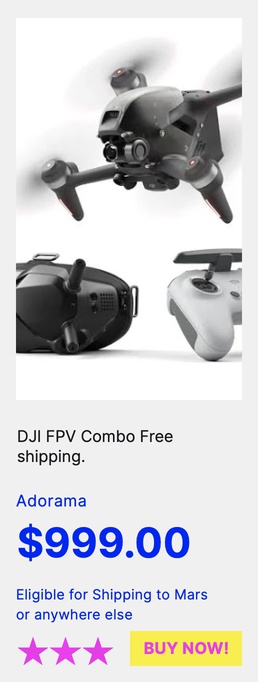 DJI FPV Combo Free
shipping.
Adorama
$999.00
Eligible for Shipping to Mars
or anywhere else
BUY NOW!